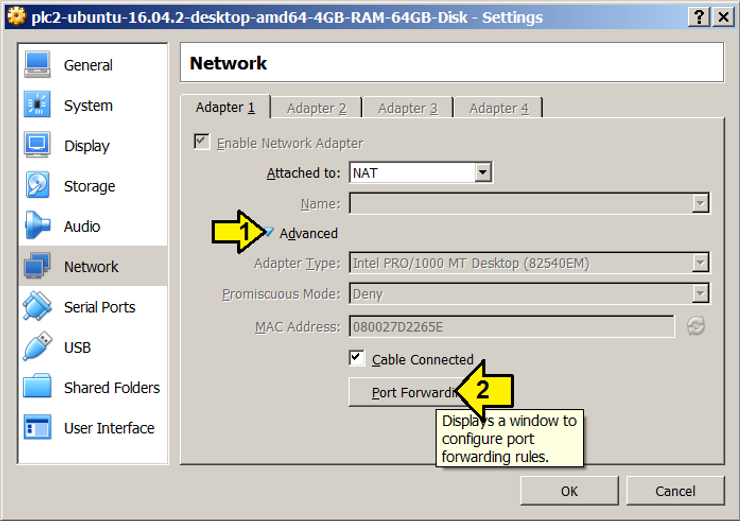 plc2-ubuntu-16.04.2-desktop-amd64-4GB-RAM-64GB-Disk - Settings
General
System
Display
Storage
Audio
Network
Serial Ports
USB
Shared Folders
User Interface
Network
Adapter 1
Adapter 2
Adapter 3
Adapter 4
Enable Network Adapter
Attached to: NAT
Name:
1
Advanced
Adapter Type: Intel PRO/1000 MT Desktop (82540EM)
Promiscuous Mode: Deny
MAC Address: 080027D2265E
Cable Connected
Port Forwardin
2
Displays a window to
configure port
forwarding rules.
OK
Cancel